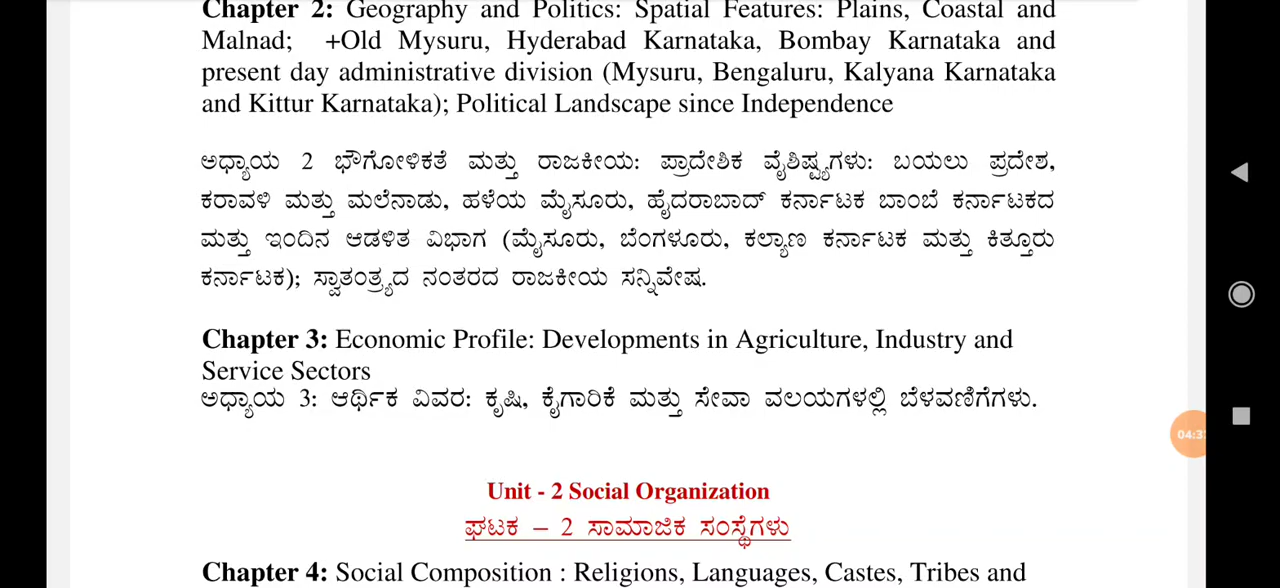 Chapter 2: Geography and Politics: Spatial Features: Plains, Coastal and
Malnad; +Old Mysuru, Hyderabad Karnataka, Bombay Karnataka and
present day administrative division (Mysuru, Bengaluru, Kalyana Karnataka
and Kittur Karnataka); Political Landscape since Independence
ಅಧ್ಯಾಯ 2 ಭೌಗೋಳಿಕತೆ ಮತ್ತು ರಾಜಕೀಯ: ಪ್ರಾದೇಶಿಕ ವೈಶಿಷ್ಟ್ಯಗಳು: ಬಯಲು ಪ್ರದೇಶ,
ಕರಾವಳಿ ಮತ್ತು ಮಲೆನಾಡು, ಹಳೆಯ ಮೈಸೂರು, ಹೈದರಾಬಾದ್ ಕರ್ನಾಟಕ ಬಾಂಬೆ ಕರ್ನಾಟಕದ
ಮತ್ತು ಇಂದಿನ ಆಡಳಿತ ವಿಭಾಗ (ಮೈಸೂರು, ಬೆಂಗಳೂರು, ಕಲ್ಯಾಣ ಕರ್ನಾಟಕ ಮತ್ತು ಕಿತ್ತೂರು
ಕರ್ನಾಟಕ); ಸ್ವಾತಂತ್ರ್ಯದ ನಂತರದ ರಾಜಕೀಯ ಸನ್ನಿವೇಷ.
Chapter 3: Economic Profile: Developments in Agriculture, Industry and
Service Sectors
ಅಧ್ಯಾಯ 3: ಆರ್ಥಿಕ ವಿವರ: ಕೃಷಿ, ಕೈಗಾರಿಕೆ ಮತ್ತು ಸೇವಾ ವಲಯಗಳಲ್ಲಿ ಬೆಳವಣಿಗೆಗಳು.
Unit - 2 Social Organization
ಘಟಕ – 2 ಸಾಮಾಜಿಕ ಸಂಸ್ಥೆಗಳು
Chapter 4: Social Composition : Religions, Languages, Castes, Tribes and